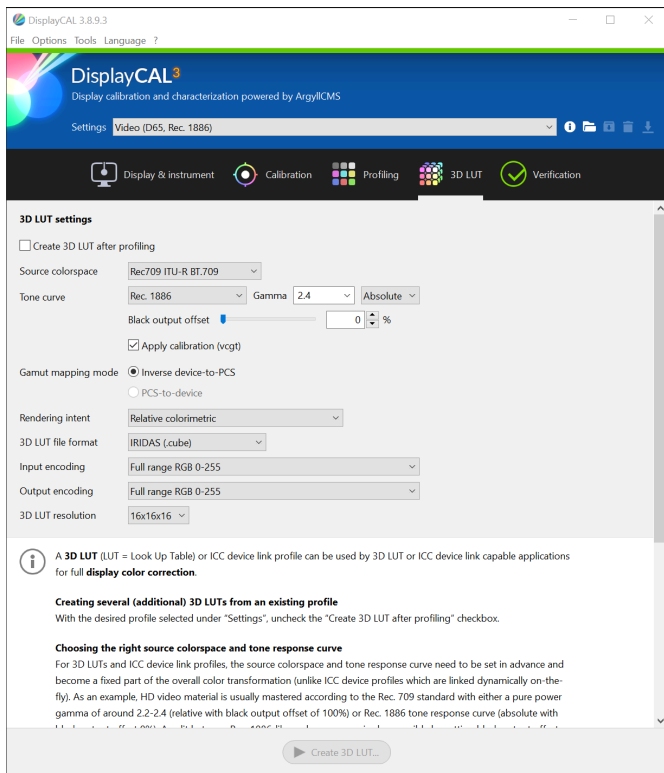 DisplayCAL 3.8.9.3
File Options Tools Language ?
DisplayCAL3
Display calibration and characterization powered by ArgyllCMS
Settings Video (D65, Rec. 1886)
Display & instrument Calibration Profiling 3D LUT Verification
3D LUT settings
Create 3D LUT after profiling
Source colorspace Rec709 ITU-R BT.709
Tone curve Rec. 1886 Gamma 2.4 Absolute
Black output offset 0 %
Apply calibration (vcgt)
Gamut mapping mode Inverse device-to-PCS
PCS-to-device
Rendering intent Relative colorimetric
3D LUT file format IRIDAS (.cube)
Input encoding Full range RGB 0-255
Output encoding Full range RGB 0-255
3D LUT resolution 16x16x16
A 3D LUT (LUT = Look Up Table) or ICC device link profile can be used by 3D LUT or ICC device link capable applications
for full display color correction.
Creating several (additional) 3D LUTs from an existing profile
With the desired profile selected under “Settings”, uncheck the “Create 3D LUT after profiling” checkbox.
Choosing the right source colorspace and tone response curve
For 3D LUTs and ICC device link profiles, the source colorspace and tone response curve need to be set in advance and
become a fixed part of the overall color transformation (unlike ICC device profiles which are linked dynamically on-the-
fly). As an example, HD video material is usually mastered according to the Rec. 709 standard with either a pure power
gamma of around 2.2-2.4 (relative with black output offset of 100%) or Rec. 1886 tone response curve (absolute with
Create 3D LUT...